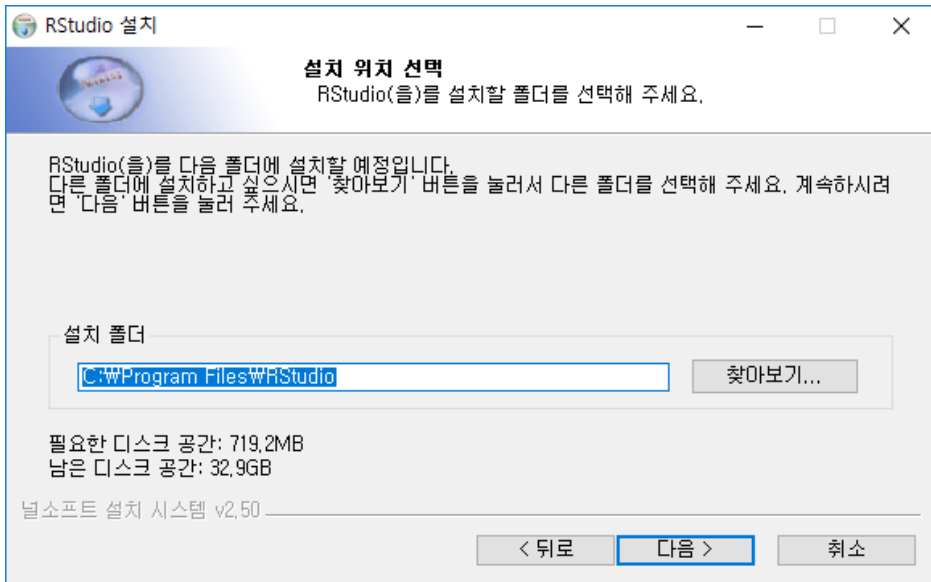 RStudio 설치
설치 위치 선택
RStudio(을)를 설치할 폴더를 선택해 주세요.
RStudio(을)를 다음 폴더에 설치할 예정입니다.
다른 폴더에 설치하고 싶으시면 '찾아보기' 버튼을 눌러서 다른 폴더를 선택해 주세요. 계속하시려
면 '다음' 버튼을 눌러 주세요.
설치 폴더
C:₩Program Files₩RStudio
찾아보기...
필요한 디스크 공간: 719.2MB
남은 디스크 공간: 32.9GB
널소프트 설치 시스템 v2.50
< 뒤로
다음 >
취소